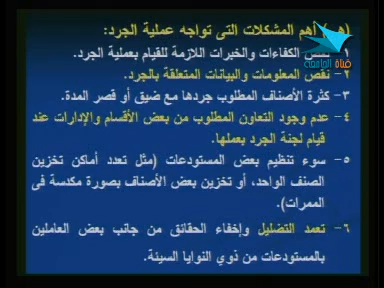 (هـ) أهم المشكلات التى تواجه عملية الجرد:
١- نقص الكفاءات والخبرات اللازمة للقيام بعملية الجرد.
٢- نقص المعلومات والبيانات المتعلقة بالجرد.
٣- كثرة الأصناف المطلوب جردها مع ضيق أو قصر المدة.
٤- عدم وجود التعاون المطلوب من بعض الأقسام والإدارات عند
قيام لجنة الجرد بعملها.
٥- سوء تنظيم بعض المستودعات (مثل تعدد أماكن تخزين
الصنف الواحد، أو تخزين بعض الأصناف بصورة مكدسة فى
الممرات).
٦- تعمد التضليل وإخفاء الحقائق من جانب بعض العاملين
بالمستودعات من ذوي النوايا السيئة.
قناة الجامعي